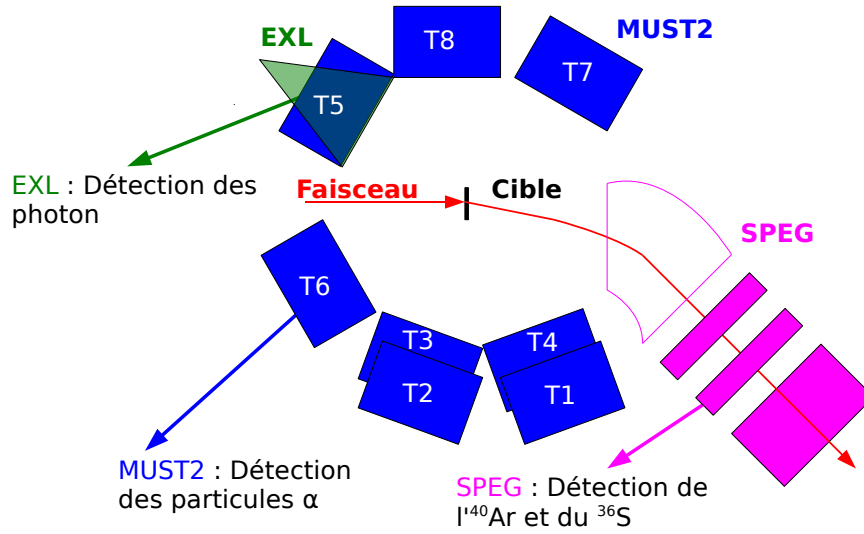 EXL
T8
MUST2
T7
T5
EXL : Détection des
photon
Faisceau
Cible
SPEG
T6
T3
T4
T2
T1
MUST2 : Détection
des particules α
SPEG : Détection de
l'⁴⁰Ar et du ³⁶S